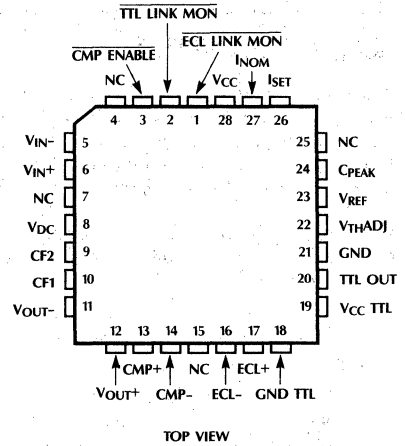 TTL LINK MON
CMP ENABLE
ECL LINK MON
NC
VCC
INOM
ISET
4 3 2 1 28 27 26
VIN- 5
VIN+ 6
NC 7
VDC 8
CF2 9
CF1 10
VOUT- 11
25 NC
24 CPEAK
23 VREF
22 VTHADJ
21 GND
20 TTL OUT
19 VCC TTL
12 13 14 15 16 17 18
CMP+ NC ECL+
VOUT+ CMP- ECL- GND TTL
TOP VIEW